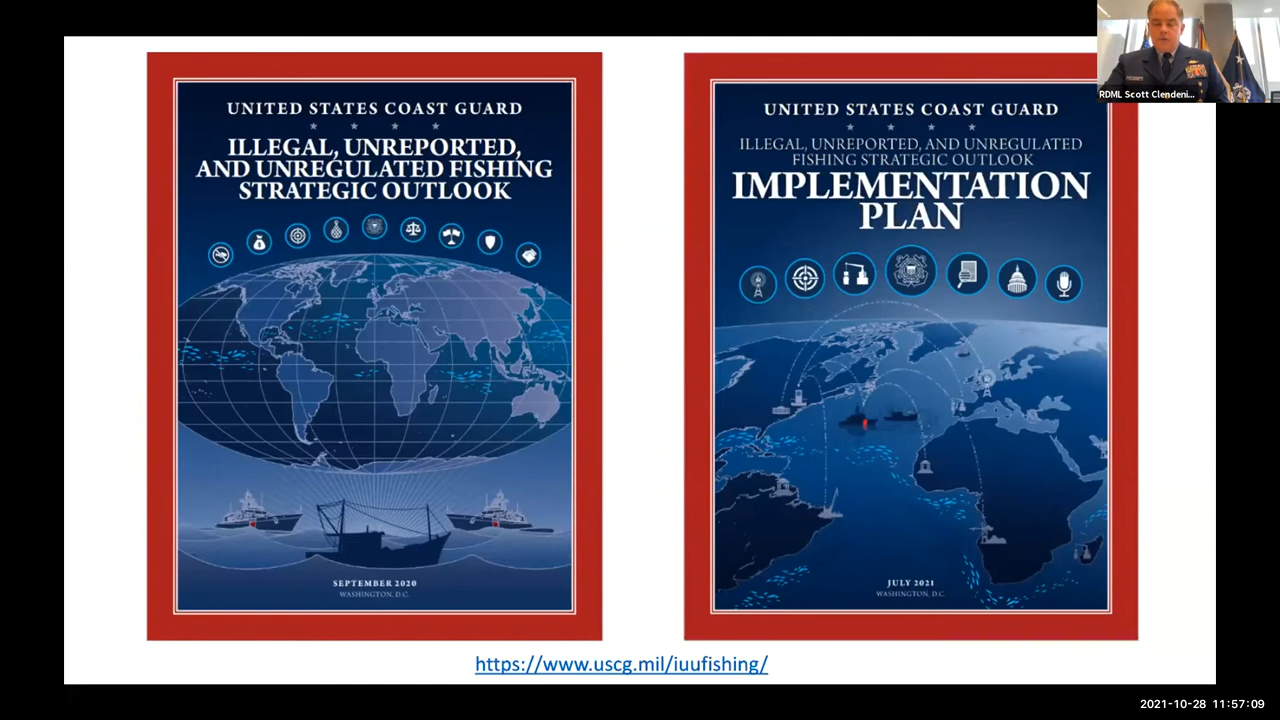 UNITED STATES COAST GUARD
ILLEGAL, UNREPORTED,
AND UNREGULATED FISHING
STRATEGIC OUTLOOK
SEPTEMBER 2020
WASHINGTON, D.C.
UNITED STATES COAST GUARD
ILLEGAL, UNREPORTED, AND UNREGULATED
FISHING STRATEGIC OUTLOOK
IMPLEMENTATION
PLAN
JULY 2021
WASHINGTON, D.C.
https://www.uscg.mil/iuufishing/
RDML Scott Clendeni...
2021-10-28 11:57:09